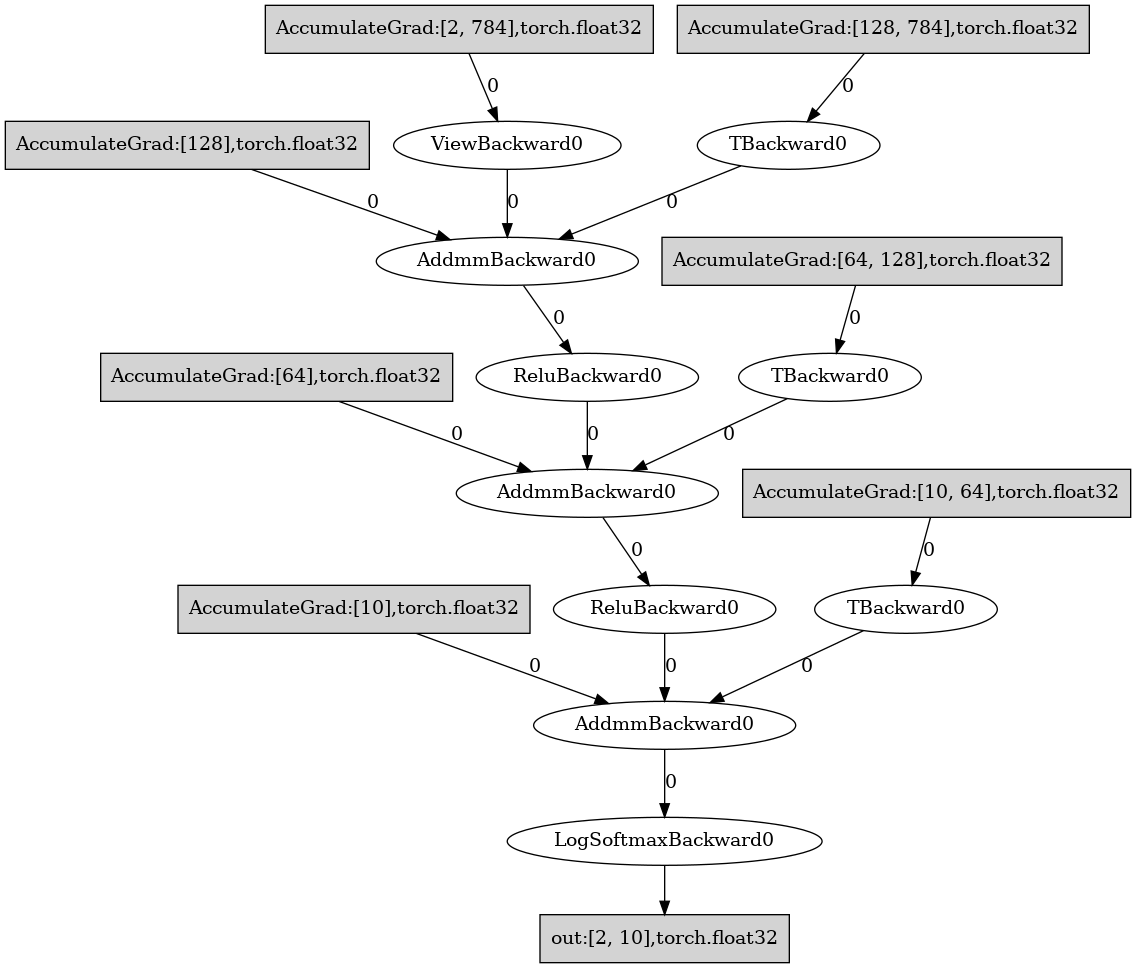 AccumulateGrad:[2, 784],torch.float32
AccumulateGrad:[128, 784],torch.float32
0
0
AccumulateGrad:[128],torch.float32
ViewBackward0
TBackward0
0
0
0
AddmmBackward0
AccumulateGrad:[64, 128],torch.float32
0
0
AccumulateGrad:[64],torch.float32
ReluBackward0
TBackward0
0
0
0
AddmmBackward0
AccumulateGrad:[10, 64],torch.float32
0
0
AccumulateGrad:[10],torch.float32
ReluBackward0
TBackward0
0
0
0
AddmmBackward0
0
LogSoftmaxBackward0
out:[2, 10],torch.float32